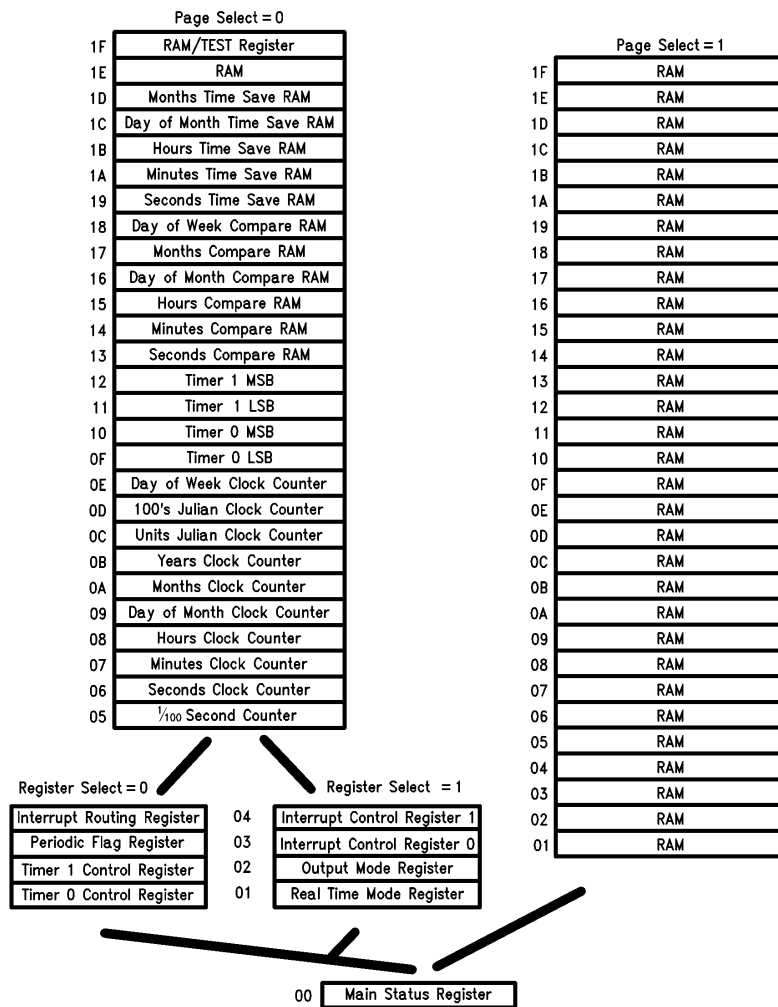 Page Select = 0
1F RAM/TEST Register
1E RAM
1D Months Time Save RAM
1C Day of Month Time Save RAM
1B Hours Time Save RAM
1A Minutes Time Save RAM
19 Seconds Time Save RAM
18 Day of Week Compare RAM
17 Months Compare RAM
16 Day of Month Compare RAM
15 Hours Compare RAM
14 Minutes Compare RAM
13 Seconds Compare RAM
12 Timer 1 MSB
11 Timer 1 LSB
10 Timer 0 MSB
0F Timer 0 LSB
0E Day of Week Clock Counter
0D 100's Julian Clock Counter
0C Units Julian Clock Counter
0B Years Clock Counter
0A Months Clock Counter
09 Day of Month Clock Counter
08 Hours Clock Counter
07 Minutes Clock Counter
06 Seconds Clock Counter
05 1/100 Second Counter
Page Select = 1
1F RAM
1E RAM
1D RAM
1C RAM
1B RAM
1A RAM
19 RAM
18 RAM
17 RAM
16 RAM
15 RAM
14 RAM
13 RAM
12 RAM
11 RAM
10 RAM
0F RAM
0E RAM
0D RAM
0C RAM
0B RAM
0A RAM
09 RAM
08 RAM
07 RAM
06 RAM
05 RAM
04 RAM
03 RAM
02 RAM
01 RAM
Register Select = 0 Register Select = 1
Interrupt Routing Register 04 Interrupt Control Register 1
Periodic Flag Register 03 Interrupt Control Register 0
Timer 1 Control Register 02 Output Mode Register
Timer 0 Control Register 01 Real Time Mode Register
00 Main Status Register